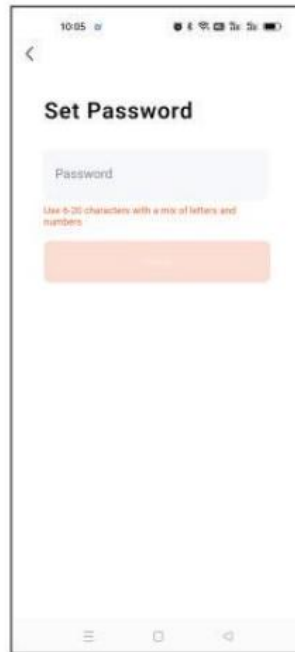 10:05
Set Password
Password
Use 6-20 characters with a mix of letters and
numbers